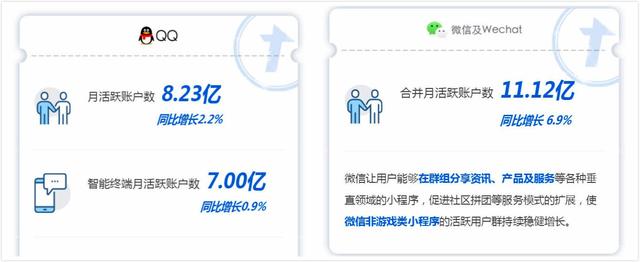 QQ
月活跃账户数 8.23亿
同比增长2.2%
智能终端月活跃账户数 7.00亿
同比增长0.9%
微信及Wechat
合并月活跃账户数 11.12亿
同比增长 6.9%
微信让用户能够在群组分享资讯、产品及服务等各种垂
直领域的小程序，促进社区拼团等服务模式的扩展，使
微信非游戏类小程序的活跃用户群持续稳健增长。